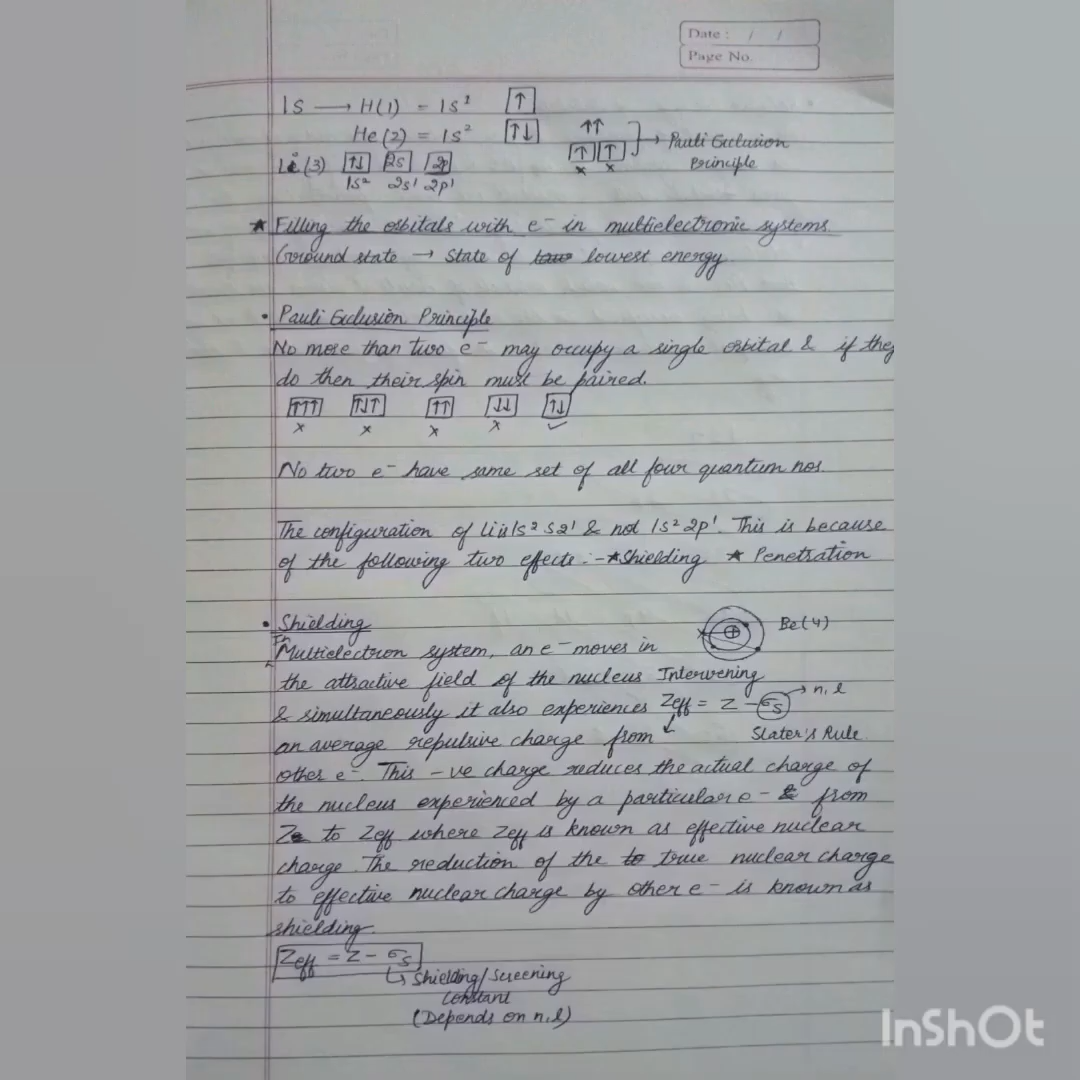 Date : / /
Page No.
1s ⟶ H(1) = 1s¹ ↑
He(2) = 1s² ↑↓ ↑↑
↑ ↑ → Pauli Exclusion
x x Principle
Li (3) ↑↓ 2s 2p
1s² 2s¹ 2p¹
★ Filling the orbitals with e⁻ in multielectronic systems.
Ground state → State of lowest energy
• Pauli Exclusion Principle
No more than two e⁻ may occupy a single orbital & if they
do then their spin must be paired.
↑↑↑ ↑↓↑ ↑↑ ↓↓ ↑↓
x x x x ✓
No two e⁻ have same set of all four quantum nos.
The configuration of Li is 1s² S2¹ & not 1s² 2p¹. This is because
of the following two effects :- ★Shielding ★ Penetration
• Shielding
Be(4)
In Multielectron system, an e⁻ moves in
the attractive field of the nucleus Intervening
& simultaneously it also experiences Zeff = Z - σs → n, l
an average repulsive charge from Slater's Rule
other e⁻. This -ve charge reduces the actual charge of
the nucleus experienced by a particular e⁻ from
Z to Zeff where Zeff is known as effective nuclear
charge. The reduction of the to true nuclear charge
to effective nuclear charge by other e⁻ is known as
shielding.
Zeff = Z - σs
↳ Shielding/Screening
Constant
(Depends on n, l)
InShOt